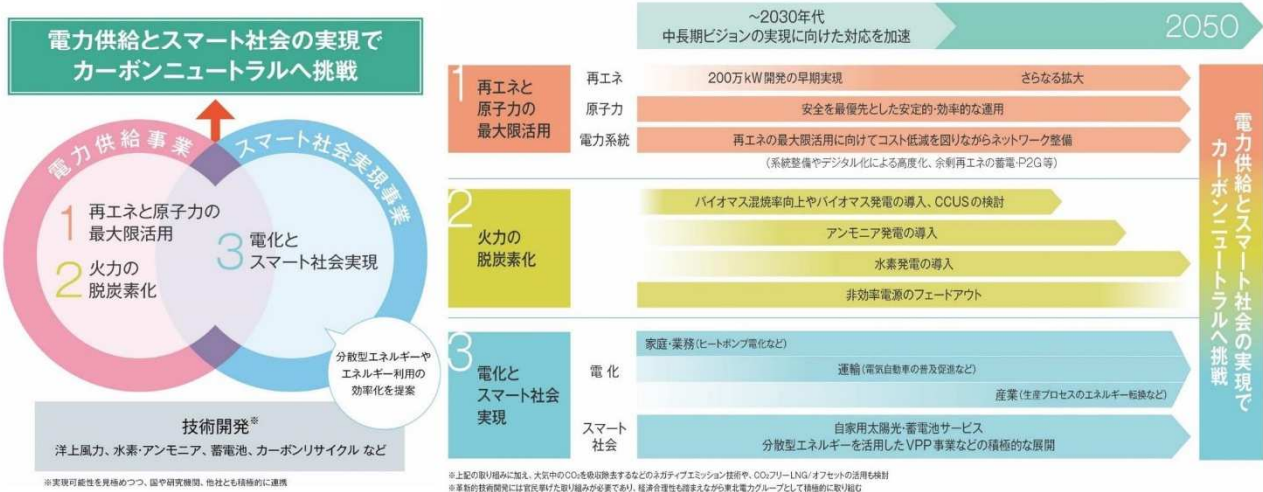 電力供給とスマート社会の実現で
カーボンニュートラルへ挑戦
電力供給事業
スマート社会実現事業
1 再エネと原子力の
最大限活用
2 火力の
脱炭素化
3 電化と
スマート社会実現
分散型エネルギーや
エネルギー利用の
効率化を提案
技術開発※
洋上風力、水素・アンモニア、蓄電池、カーボンリサイクル など
※実現可能性を見極めつつ、国や研究機関、他社とも積極的に連携
~2030年代
中長期ビジョンの実現に向けた対応を加速
2050
1 再エネと
原子力の
最大限活用
再エネ
200万kW開発の早期実現
さらなる拡大
原子力
安全を最優先とした安定的・効率的な運用
電力系統
再エネの最大限活用に向けてコスト低減を図りながらネットワーク整備
(系統整備やデジタル化による高度化、余剰再エネの蓄電・P2G等)
2 火力の
脱炭素化
バイオマス混焼率向上やバイオマス発電の導入、CCUSの検討
アンモニア発電の導入
水素発電の導入
非効率電源のフェードアウト
3 電化と
スマート社会
実現
電化
家庭・業務(ヒートポンプ電化など)
運輸(電気自動車の普及促進など)
産業(生産プロセスのエネルギー転換など)
スマート
社会
自家用太陽光・蓄電池サービス
分散型エネルギーを活用したVPP事業などの積極的な展開
電力供給とスマート社会の実現で
カーボンニュートラルへ挑戦
※上記の取り組みに加え、大気中のCO₂を吸収除去するなどのネガティブエミッション技術や、CO₂フリーLNG/オフセットの活用も検討
※革新的技術開発には官民挙げた取り組みが必要であり、経済合理性も踏まえながら東北電力グループとして積極的に取り組む